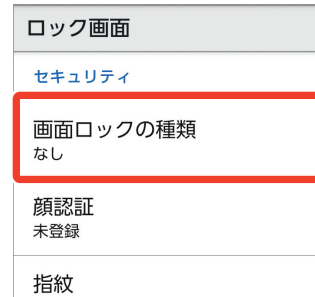 ロック画面
セキュリティ
画面ロックの種類
なし
顔認証
未登録
指紋